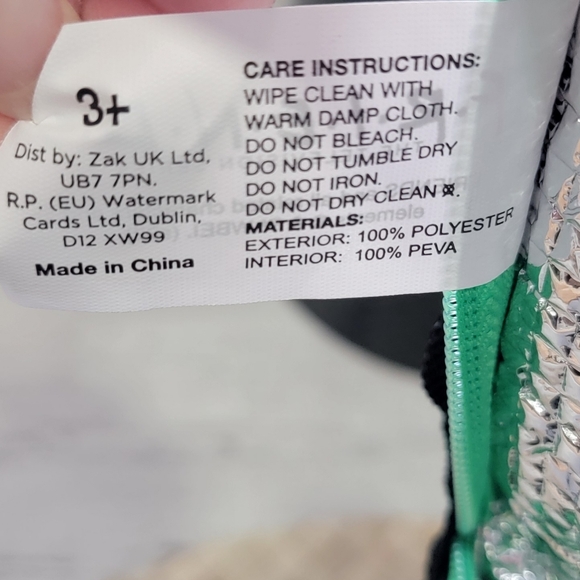 3+
Dist by: Zak UK Ltd,
UB7 7PN.
R.P. (EU) Watermark
Cards Ltd, Dublin,
D12 XW99
Made in China
CARE INSTRUCTIONS:
WIPE CLEAN WITH
WARM DAMP CLOTH.
DO NOT BLEACH.
DO NOT TUMBLE DRY
DO NOT IRON.
DO NOT DRY CLEAN
MATERIALS:
EXTERIOR: 100% POLYESTER
INTERIOR: 100% PEVA